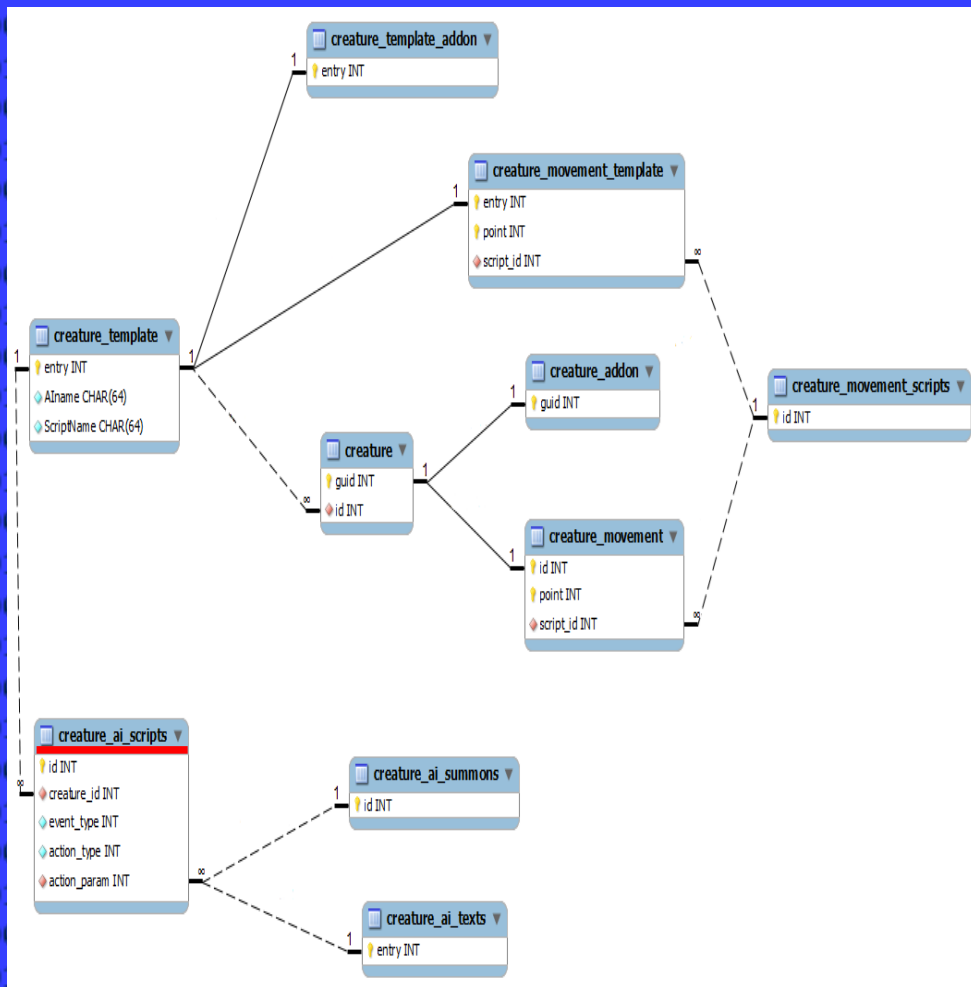 creature_template_addon
1
entry INT
creature_movement_template
1
entry INT
point INT
script_id INT
∞
creature_template
1
entry INT
1
AIname CHAR(64)
ScriptName CHAR(64)
creature_addon
1
guid INT
creature_movement_scripts
1
id INT
creature
guid INT
1
∞
id INT
creature_movement
1
id INT
point INT
script_id INT
∞
creature_ai_scripts
id INT
∞
creature_id INT
event_type INT
action_type INT
action_param INT
∞
creature_ai_summons
1
id INT
creature_ai_texts
1
entry INT